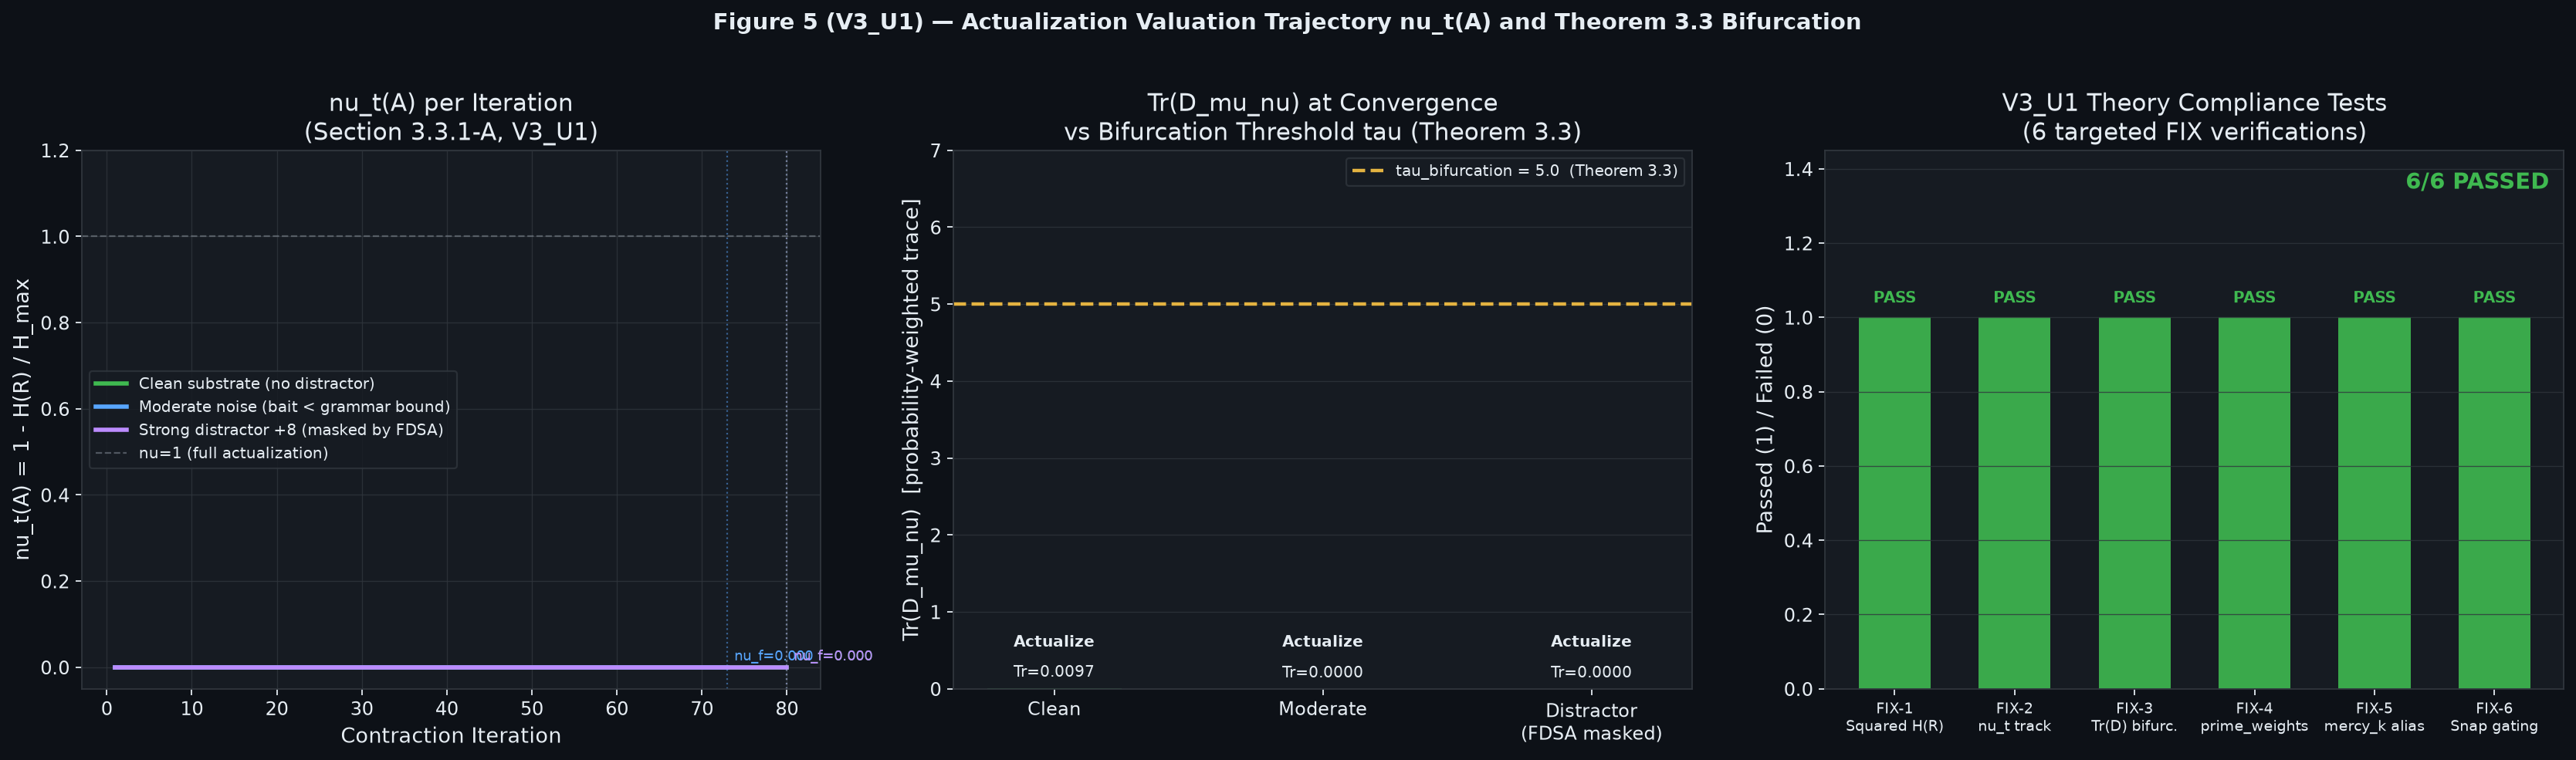 Figure 5 (V3_U1) — Actualization Valuation Trajectory nu_t(A) and Theorem 3.3 Bifurcation
nu_t(A) per Iteration
(Section 3.3.1-A, V3_U1)
nu_t(A) = 1 - H(R) / H_max
1.2
1.0
0.8
0.6
0.4
0.2
0.0
Clean substrate (no distractor)
Moderate noise (bait < grammar bound)
Strong distractor +8 (masked by FDSA)
nu=1 (full actualization)
nu_f=0.000
nu_f=0.000
0 10 20 30 40 50 60 70 80
Contraction Iteration
Tr(D_mu_nu) at Convergence
vs Bifurcation Threshold tau (Theorem 3.3)
Tr(D_mu_nu) [probability-weighted trace]
7
6
5
4
3
2
1
0
tau_bifurcation = 5.0 (Theorem 3.3)
Actualize Actualize Actualize
Tr=0.0097 Tr=0.0000 Tr=0.0000
Clean Moderate Distractor
(FDSA masked)
V3_U1 Theory Compliance Tests
(6 targeted FIX verifications)
Passed (1) / Failed (0)
1.4
1.2
1.0
0.8
0.6
0.4
0.2
0.0
6/6 PASSED
PASS PASS PASS PASS PASS PASS
FIX-1 FIX-2 FIX-3 FIX-4 FIX-5 FIX-6
Squared H(R) nu_t track Tr(D) bifurc. prime_weights mercy_k alias Snap gating